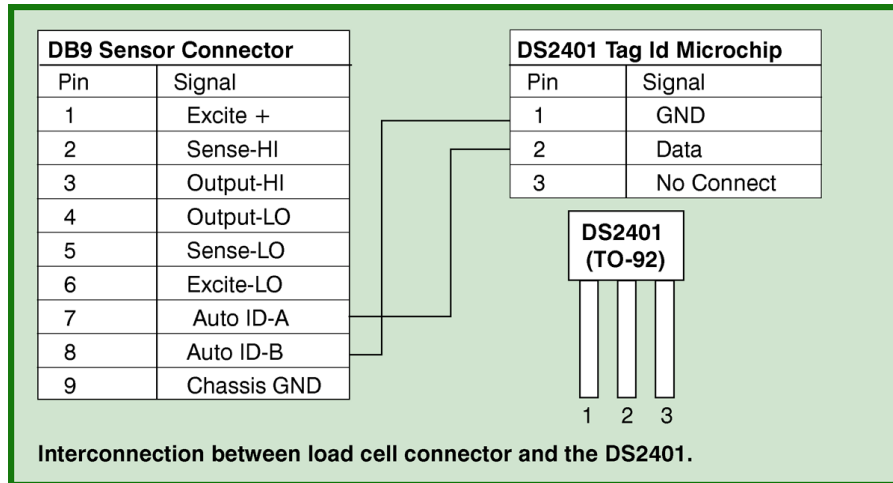 DB9 Sensor Connector
Pin Signal
1 Excite +
2 Sense-HI
3 Output-HI
4 Output-LO
5 Sense-LO
6 Excite-LO
7 Auto ID-A
8 Auto ID-B
9 Chassis GND
DS2401 Tag Id Microchip
Pin Signal
1 GND
2 Data
3 No Connect
DS2401
(TO-92)
1 2 3
Interconnection between load cell connector and the DS2401.